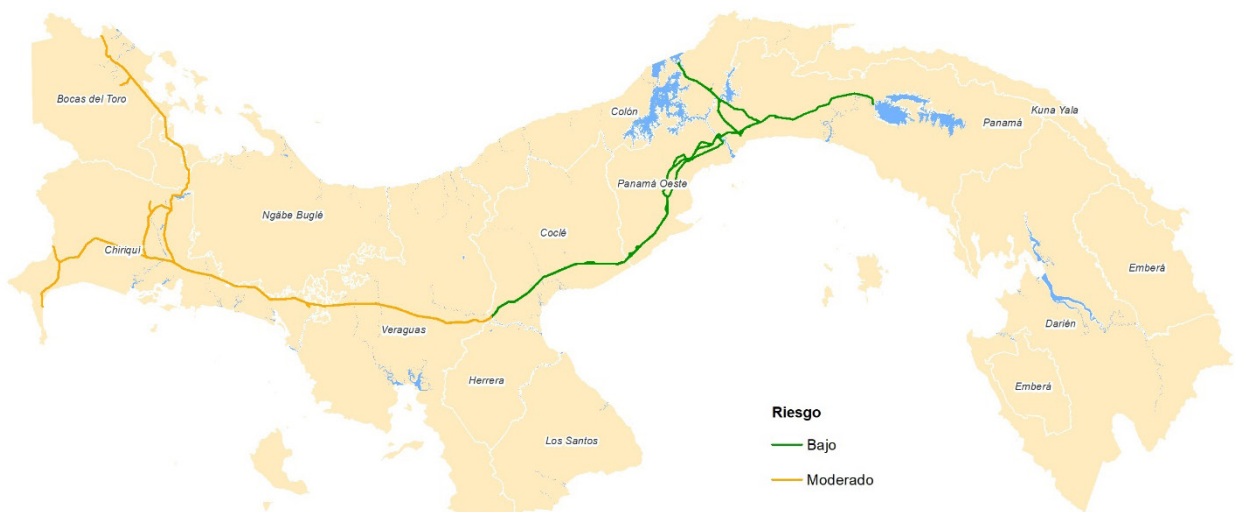 Bocas del Toro
Colón
Kuna Yala
Panamá
Panamá Oeste
Ngäbe Buglé
Coclé
Chiriquì
Emberá
Veraguas
Darién
Herrera
Emberá
Los Santos
Riesgo
Bajo
Moderado